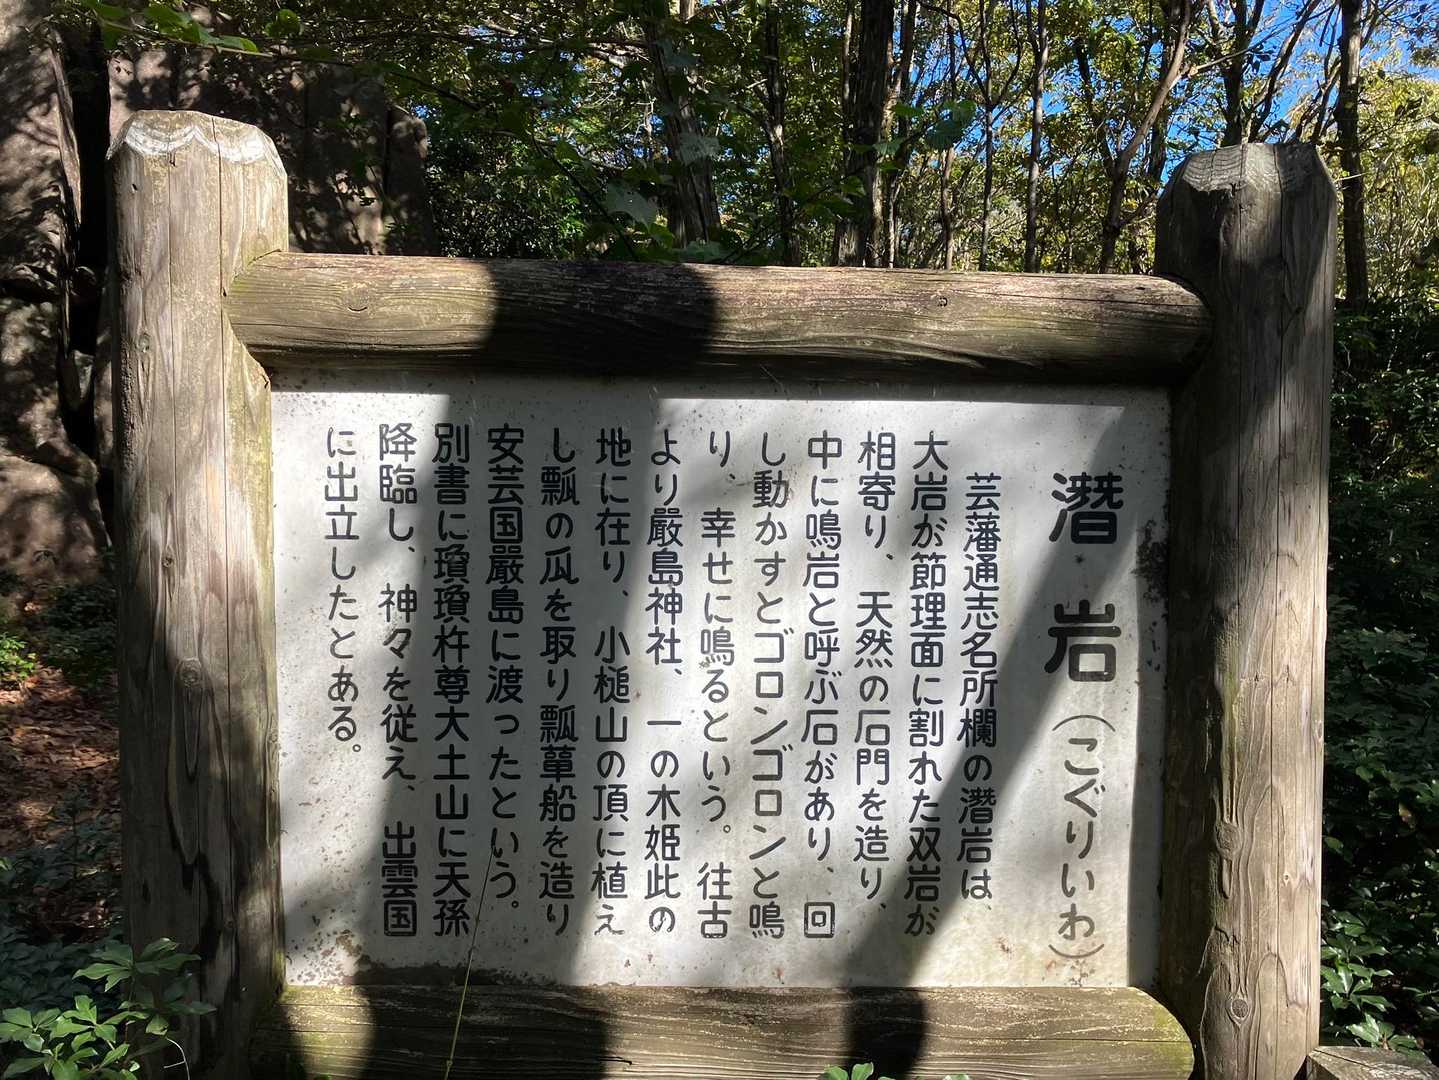 潜岩（こぐりいわ）
芸藩通志名所欄の潜岩は、
大岩が節理面に割れた双岩が
相寄り、天然の石門を造り、
中に鳴岩と呼ぶ石があり、回
し動かすとゴロンゴロンと鳴
り、幸せに鳴るという。往古
より厳島神社、一の木姫此の
地に在り、小槌山の頂に植え
し瓢の瓜を取り瓢蕈船を造り
安芸国厳島に渡ったという。
別書に瓊瓊杵尊大土山に天孫
降臨し、神々を従え、出雲国
に出立したとある。